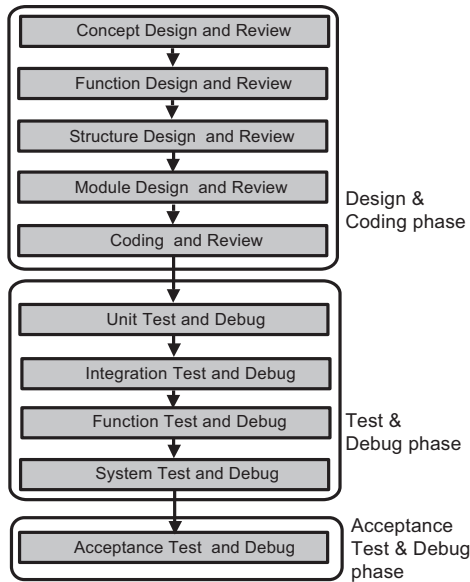 Concept Design and Review
Function Design and Review
Structure Design and Review
Module Design and Review
Coding and Review
Design &
Coding phase
Unit Test and Debug
Integration Test and Debug
Function Test and Debug
System Test and Debug
Test &
Debug phase
Acceptance Test and Debug
Acceptance
Test & Debug
phase